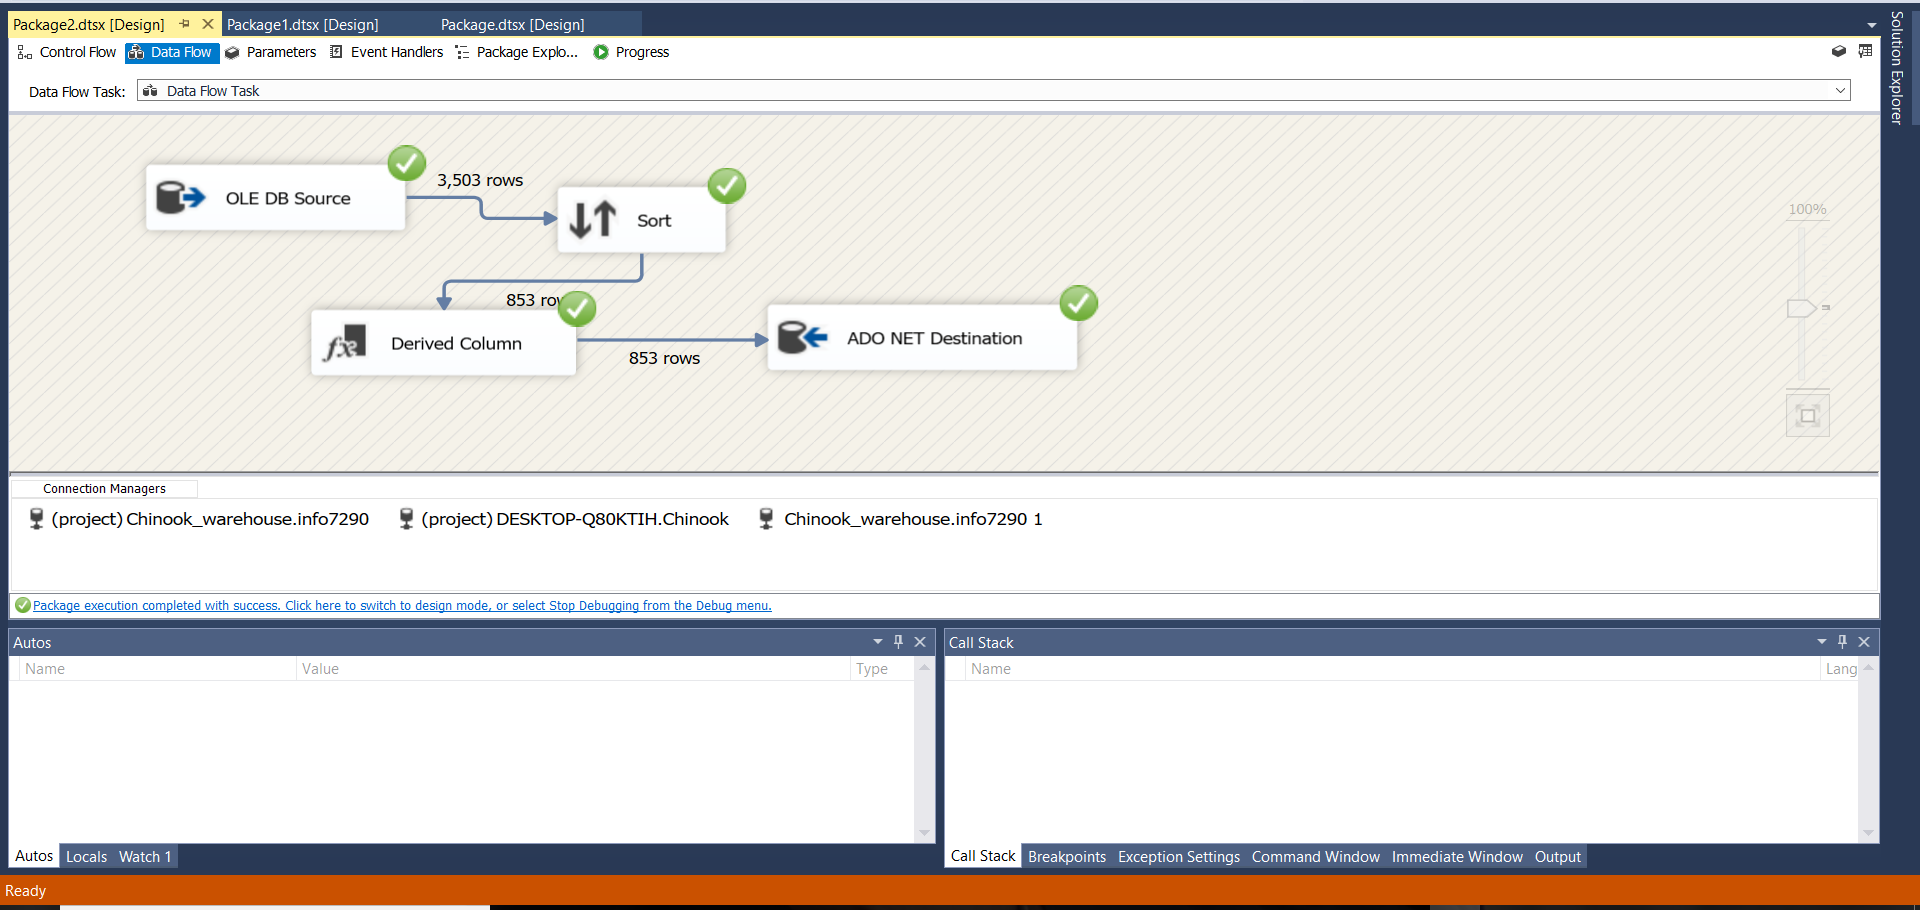 Package2.dtsx [Design]
Package1.dtsx [Design]
Package.dtsx [Design]
Solution Explorer
Control Flow
Data Flow
Parameters
Event Handlers
Package Explo...
Progress
Data Flow Task:
Data Flow Task
OLE DB Source
3,503 rows
Sort
100%
853 row
Derived Column
853 rows
ADO NET Destination
Connection Managers
(project) Chinook_warehouse.info7290
(project) DESKTOP-Q80KTIH.Chinook
Chinook_warehouse.info7290 1
Package execution completed with success. Click here to switch to design mode, or select Stop Debugging from the Debug menu.
Autos
Name
Value
Type
Call Stack
Name
Lang
Autos
Locals
Watch 1
Call Stack
Breakpoints
Exception Settings
Command Window
Immediate Window
Output
Ready